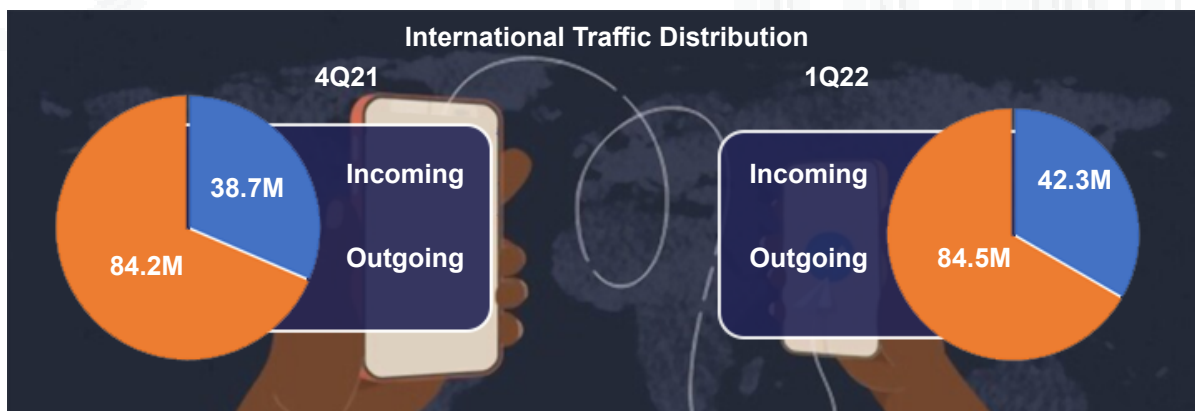 International Traffic Distribution
4Q21
1Q22
38.7M
84.2M
Incoming
Outgoing
Incoming
Outgoing
42.3M
84.5M